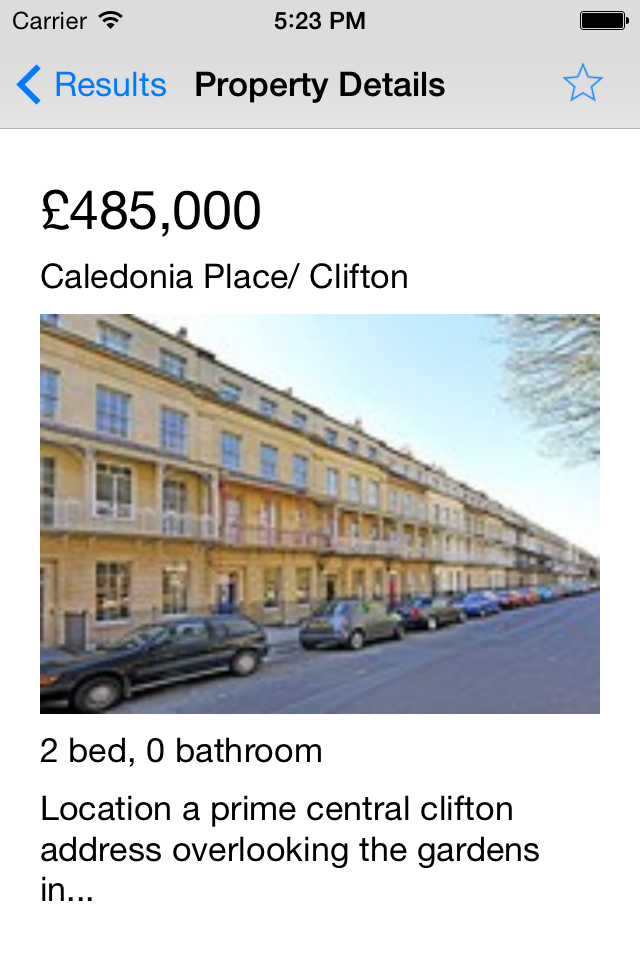 Carrier 5:23 PM
Results Property Details
£485,000
Caledonia Place/ Clifton
2 bed, 0 bathroom
Location a prime central clifton
address overlooking the gardens
in...